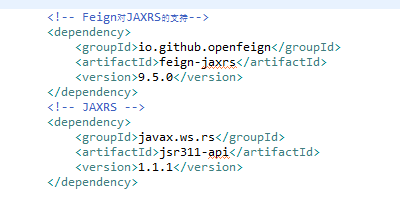 <!-- Feign对JAXRS的支持-->
<dependency>
<groupId>io.github.openfeign</groupId>
<artifactId>feign-jaxrs</artifactId>
<version>9.5.0</version>
</dependency>
<!-- JAXRS -->
<dependency>
<groupId>javax.ws.rs</groupId>
<artifactId>jsr311-api</artifactId>
<version>1.1.1</version>
</dependency>